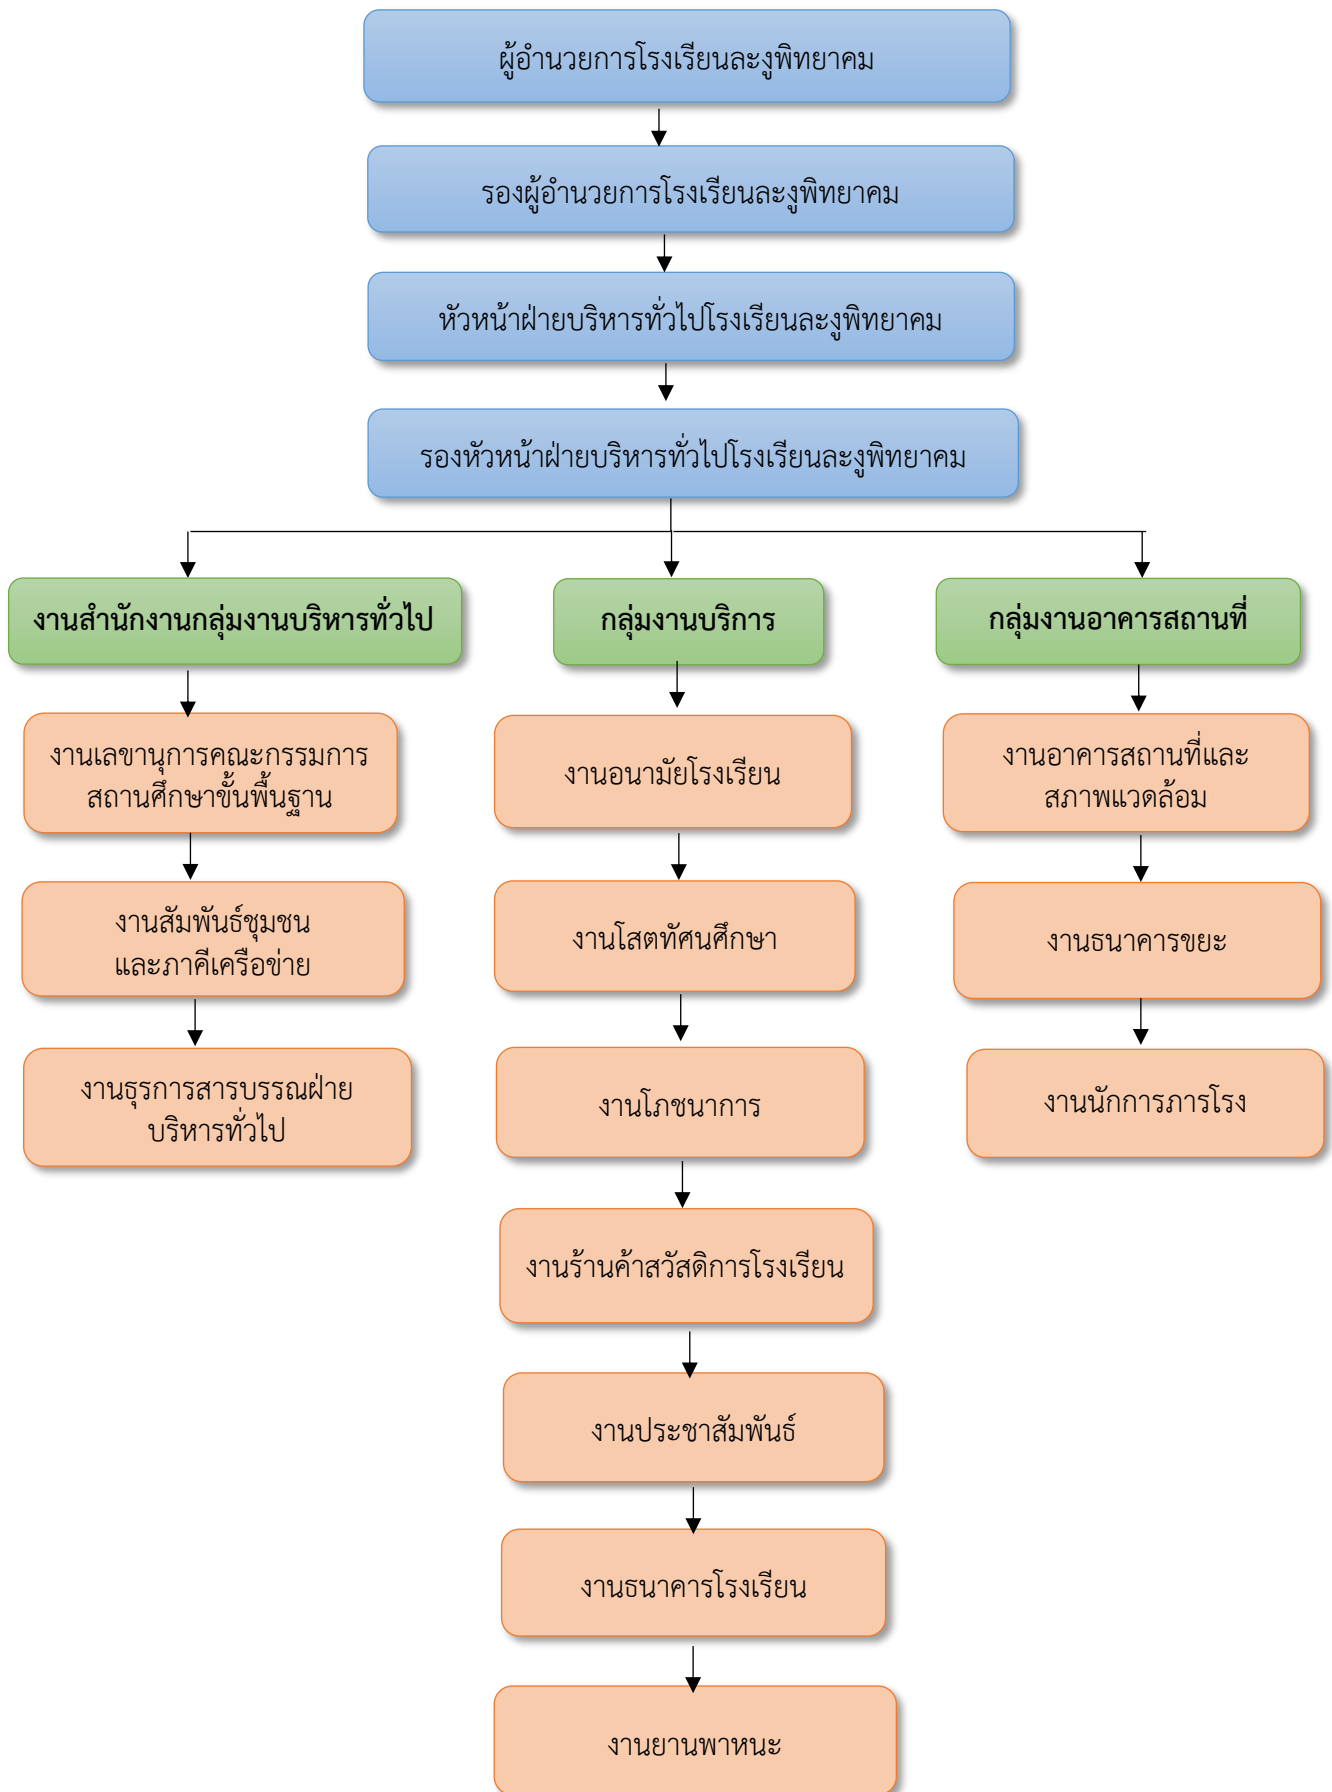 ผู้อำนวยการโรงเรียนละงูพิทยาคม
รองผู้อำนวยการโรงเรียนละงูพิทยาคม
หัวหน้าฝ่ายบริหารทั่วไปโรงเรียนละงูพิทยาคม
รองหัวหน้าฝ่ายบริหารทั่วไปโรงเรียนละงูพิทยาคม
งานสำนักงานกลุ่มงานบริหารทั่วไป
งานเลขานุการคณะกรรมการ
สถานศึกษาขั้นพื้นฐาน
งานสัมพันธ์ชุมชน
และภาคีเครือข่าย
งานธุรการสารบรรณฝ่าย
บริหารทั่วไป
กลุ่มงานบริการ
งานอนามัยโรงเรียน
งานโสตทัศนศึกษา
งานโภชนาการ
งานร้านค้าสวัสดิการโรงเรียน
งานประชาสัมพันธ์
งานธนาคารโรงเรียน
งานยานพาหนะ
กลุ่มงานอาคารสถานที่
งานอาคารสถานที่และ
สภาพแวดล้อม
งานธนาคารขยะ
งานนักการภารโรง